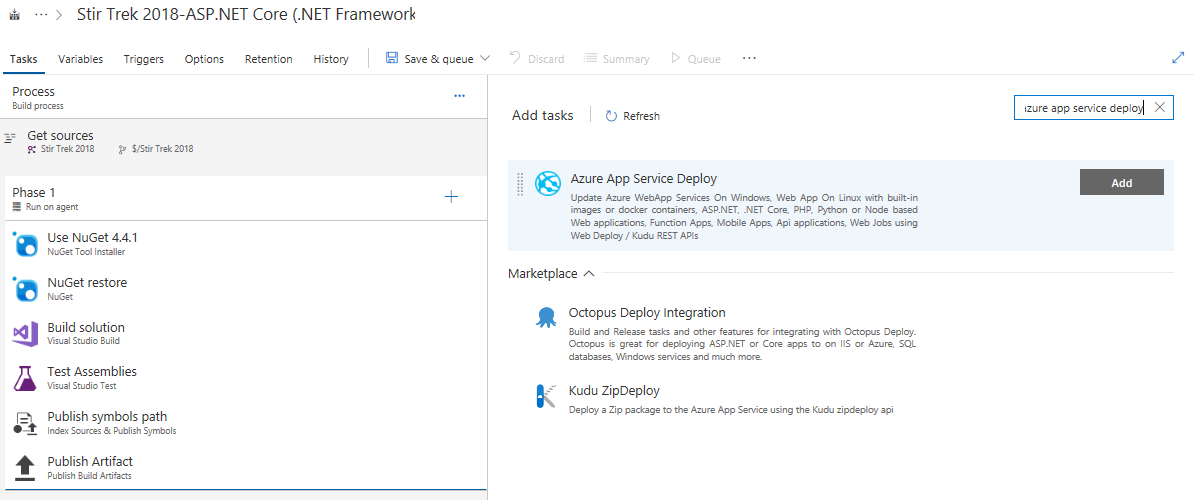 ··· > Stir Trek 2018-ASP.NET Core (.NET Framework
Tasks Variables Triggers Options Retention History Save & queue Discard Summary Queue ···
Process
Build process
···
Get sources
Stir Trek 2018 $/Stir Trek 2018
Phase 1
Run on agent
Use NuGet 4.4.1
NuGet Tool Installer
NuGet restore
NuGet
Build solution
Visual Studio Build
Test Assemblies
Visual Studio Test
Publish symbols path
Index Sources & Publish Symbols
Publish Artifact
Publish Build Artifacts
Add tasks Refresh
zure app service deploy
Azure App Service Deploy
Add
Update Azure WebApp Services On Windows, Web App On Linux with built-in
images or docker containers, ASP.NET, .NET Core, PHP, Python or Node based
Web applications, Function Apps, Mobile Apps, Api applications, Web Jobs using
Web Deploy / Kudu REST APIs
Marketplace
Octopus Deploy Integration
Build and Release tasks and other features for integrating with Octopus Deploy.
Octopus is great for deploying ASP.NET or Core apps to on IIS or Azure, SQL
databases, Windows services and much more.
Kudu ZipDeploy
Deploy a Zip package to the Azure App Service using the Kudu zipdeploy api